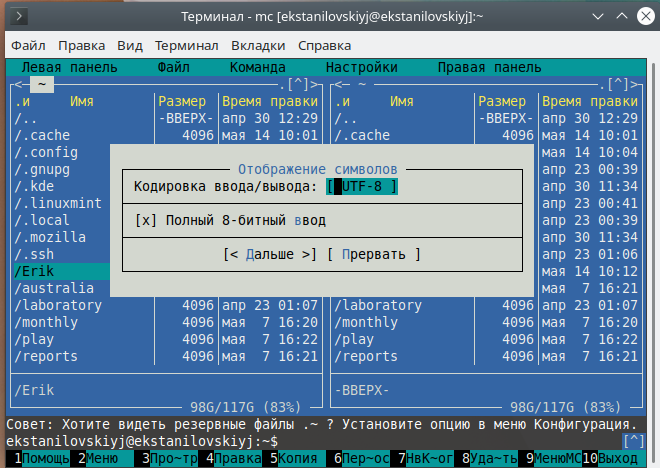 Терминал - mc [ekstanilovskiyj@ekstanilovskiyj]:~
Файл Правка Вид Терминал Вкладки Справка
Левая панель Файл Команда Настройки Правая панель
<─ ~ .[^]> <─ ~ .[^]>
.и Имя Размер Время правки .и Имя Размер Время правки
/.. -ВВЕРХ- апр 30 12:29 /.. -ВВЕРХ- апр 30 12:29
/.cache 4096 мая 14 10:01 /.cache 4096 мая 14 10:01
/.config мая 14 10:04
/.gnupg Отображение символов апр 23 00:39
/.kde Кодировка ввода/вывода: [ UTF-8 ] апр 30 11:34
/.linuxmint апр 23 00:41
/.local [x] Полный 8-битный ввод апр 23 00:39
/.mozilla апр 30 11:34
/.ssh [< Дальше >] [ Прервать ] апр 23 01:06
/Erik мая 14 10:12
/australia мая 7 16:21
/laboratory 4096 апр 23 01:07 /laboratory 4096 апр 23 01:07
/monthly 4096 мая 7 16:20 /monthly 4096 мая 7 16:20
/play 4096 мая 7 16:22 /play 4096 мая 7 16:22
/reports 4096 мая 7 16:21 /reports 4096 мая 7 16:21
/Erik -ВВЕРХ-
98G/117G (83%) 98G/117G (83%)
Совет: Хотите видеть резервные файлы .~ ? Установите опцию в меню Конфигурация.
ekstanilovskiyj@ekstanilovskiyj:~$ [^]
1Помощь 2Меню 3Про~тр 4Правка 5Копия 6Пер~ос 7НвК~ог 8Уда~ть 9МенюМС 10Выход